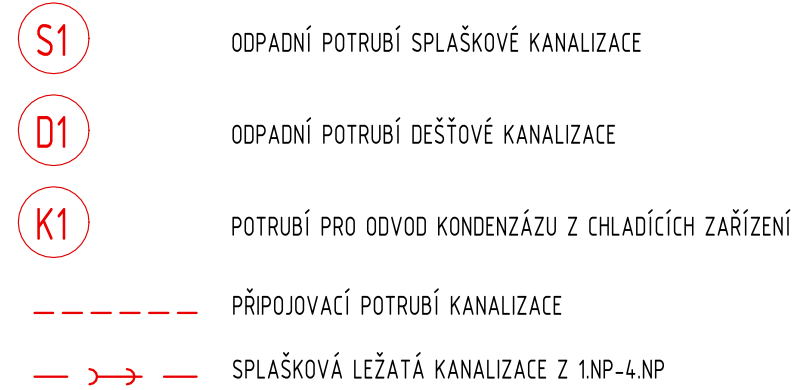 S1 ODPADNÍ POTRUBÍ SPLAŠKOVÉ KANALIZACE
D1 ODPADNÍ POTRUBÍ DEŠŤOVÉ KANALIZACE
K1 POTRUBÍ PRO ODVOD KONDENZÁZU Z CHLADÍCÍCH ZAŘÍZENÍ
PŘIPOJOVACÍ POTRUBÍ KANALIZACE
SPLAŠKOVÁ LEŽATÁ KANALIZACE Z 1.NP-4.NP